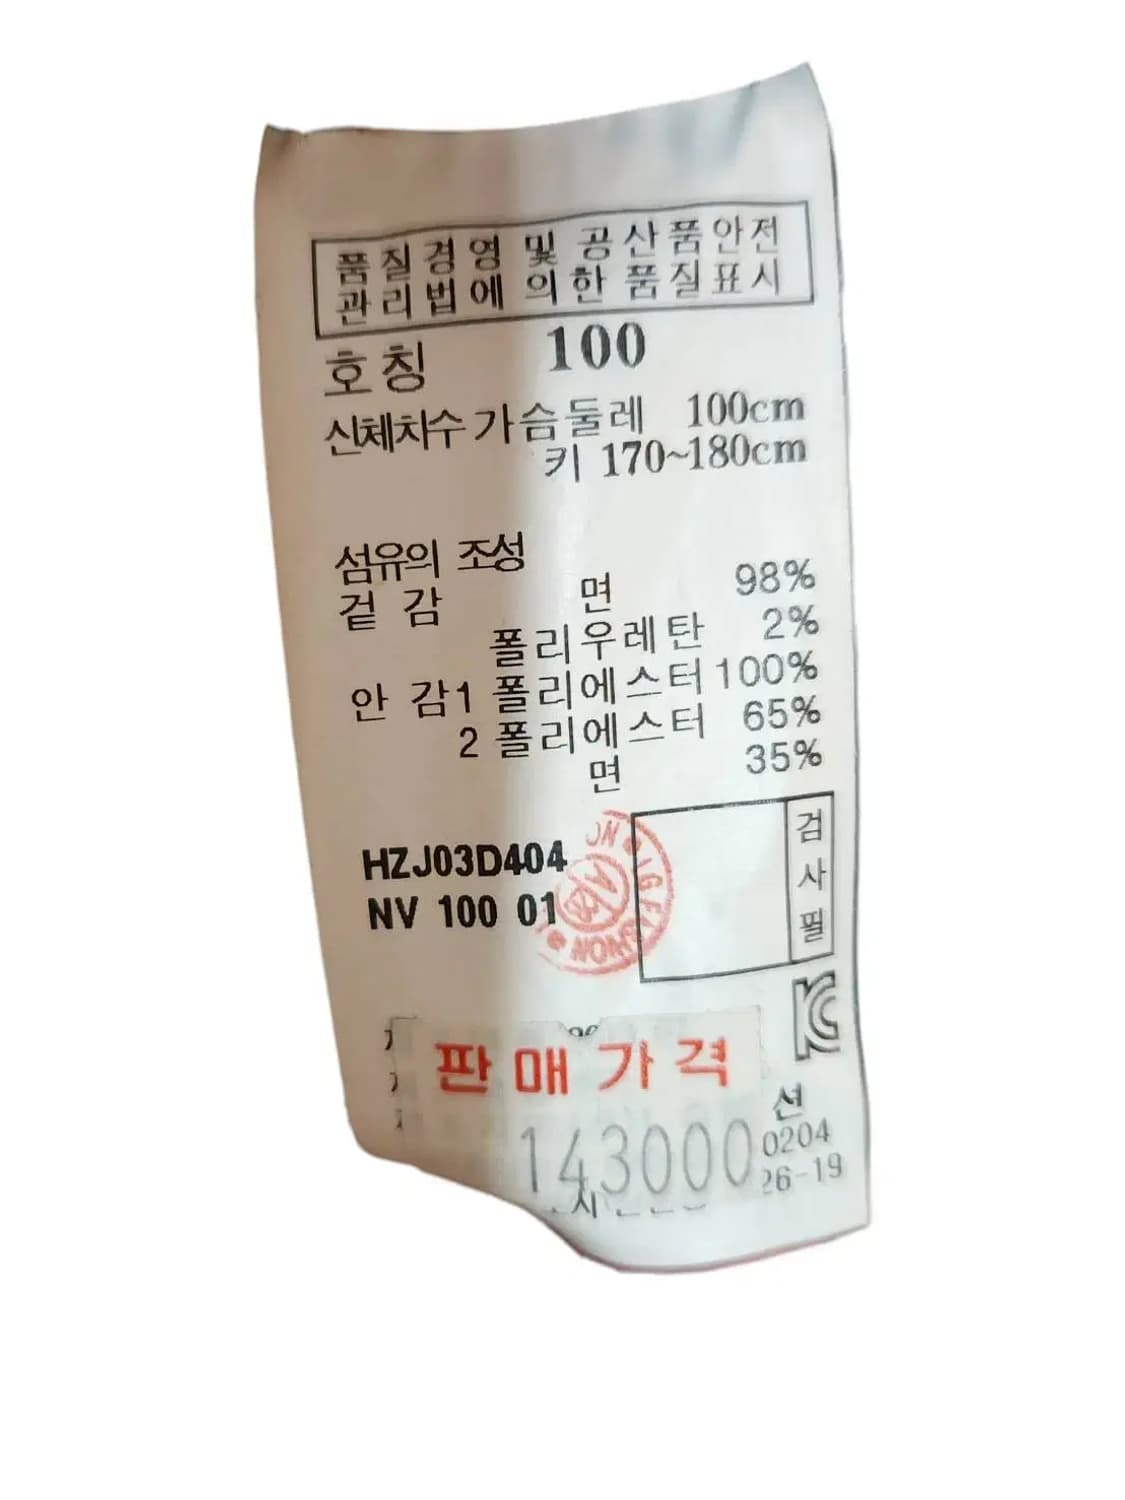 품질경영 및 공산품안전
관리법에 의한 품질표시
호칭 100
신체치수 가슴둘레 100cm
키 170~180cm
섬유의 조성
겉 감 면 98%
폴리우레탄 2%
안 감1 폴리에스터 100%
2 폴리에스터 65%
면 35%
검사필
HZJ03D404
NV 100 01
판매가격
143000
선
0204
26-19